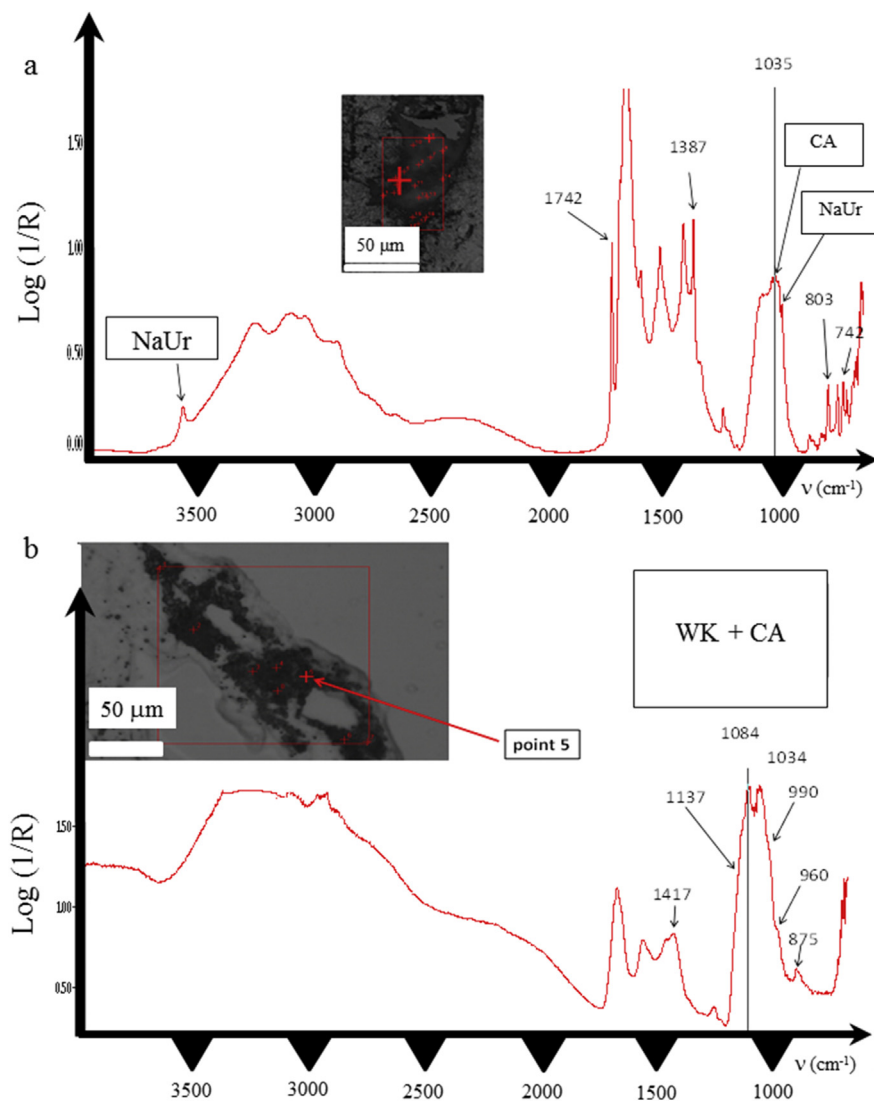 a
1035
CA
1387
NaUr
1742
50 μm
803
742
NaUr
Log (1/R)
1.50
1.00
0.50
0.00
ν (cm-1)
3500
3000
2500
2000
1500
1000
b
WK + CA
50 μm
point 5
1084
1034
1137
990
960
1417
875
Log (1/R)
1.50
1.00
0.50
ν (cm-1)
3500
3000
2500
2000
1500
1000